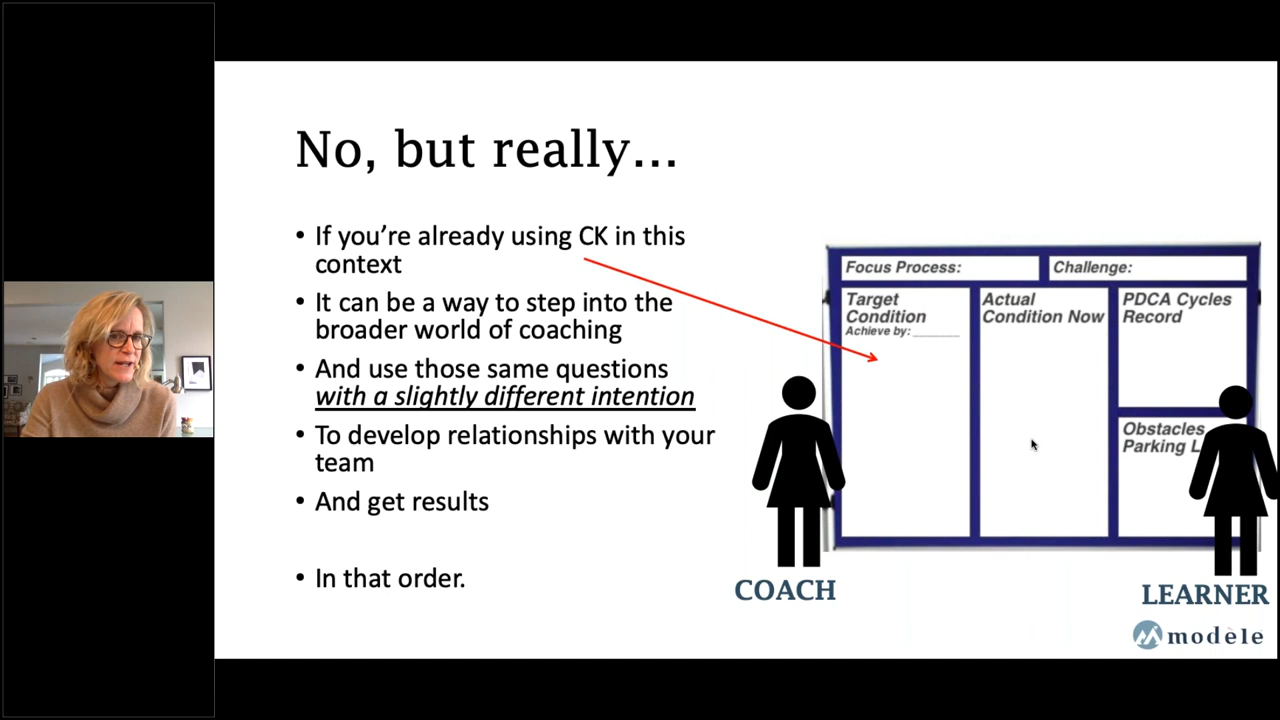 No, but really...
• If you're already using CK in this
context
• It can be a way to step into the
broader world of coaching
• And use those same questions
with a slightly different intention
• To develop relationships with your
team
• And get results
• In that order.
Focus Process:
Challenge:
Target
Condition
Achieve by: ________
Actual
Condition Now
PDCA Cycles
Record
Obstacles
Parking L
COACH
LEARNER
modèle